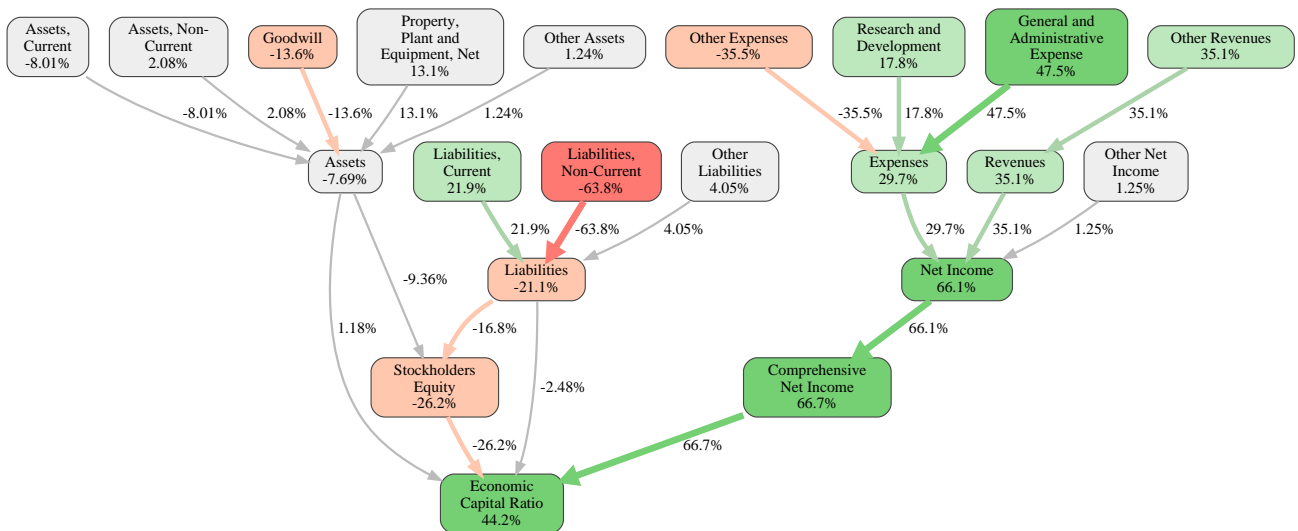 Assets,
Current
-8.01%
Assets, Non-
Current
2.08%
Goodwill
-13.6%
Property,
Plant and
Equipment, Net
13.1%
Other Assets
1.24%
Other Expenses
-35.5%
Research and
Development
17.8%
General and
Administrative
Expense
47.5%
Other Revenues
35.1%
-8.01%
2.08%
-13.6%
13.1%
1.24%
-35.5%
17.8%
47.5%
35.1%
Assets
-7.69%
Liabilities,
Current
21.9%
Liabilities,
Non-Current
-63.8%
Other
Liabilities
4.05%
Expenses
29.7%
Revenues
35.1%
Other Net
Income
1.25%
21.9%
-63.8%
4.05%
29.7%
35.1%
1.25%
Liabilities
-21.1%
Net Income
66.1%
-9.36%
1.18%
-16.8%
66.1%
Stockholders
Equity
-26.2%
-2.48%
Comprehensive
Net Income
66.7%
-26.2%
66.7%
Economic
Capital Ratio
44.2%